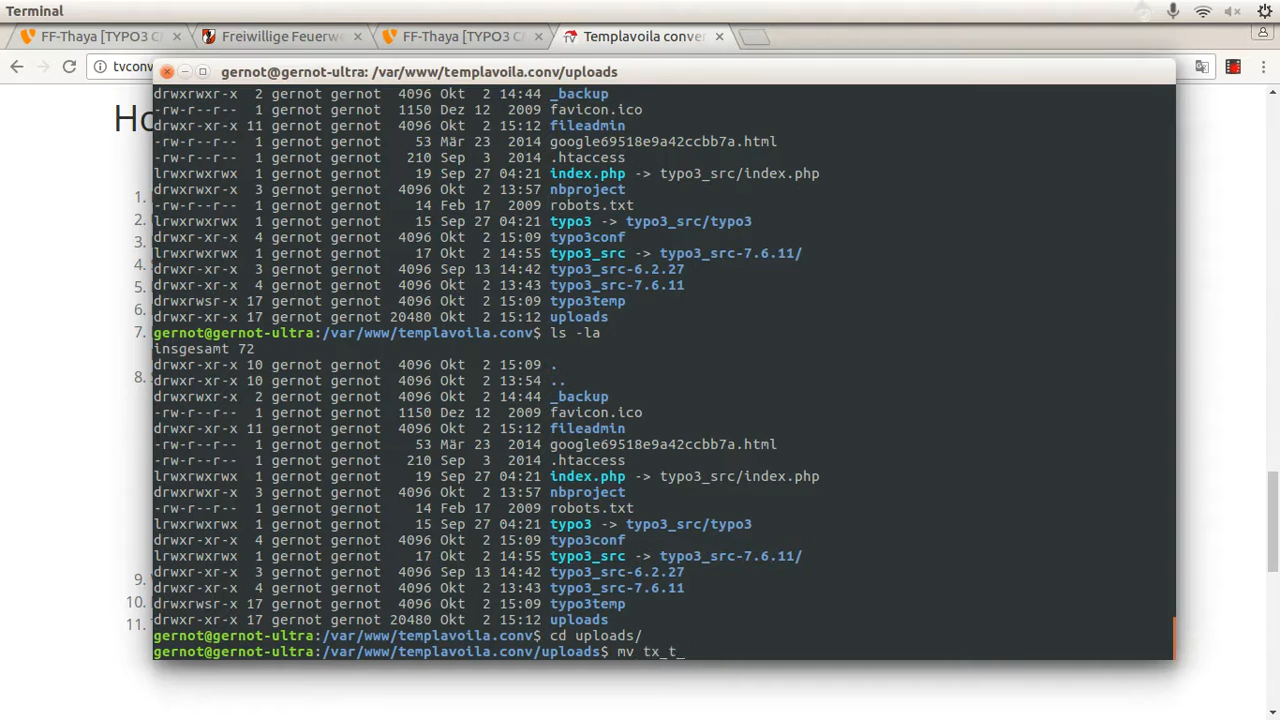 Terminal
FF-Thaya [TYPO3 C
Freiwillige Feuerw
FF-Thaya [TYPO3 C
Templavoila conver
tvconv
gernot@gernot-ultra: /var/www/templavoila.conv/uploads
Ho
1.
2.
3.
4.
5.
6.
7.
8.
9.
10.
11.
drwxrwxr-x 2 gernot gernot 4096 Okt 2 14:44 _backup
-rw-r--r-- 1 gernot gernot 1150 Dez 12 2009 favicon.ico
drwxr-xr-x 11 gernot gernot 4096 Okt 2 15:12 fileadmin
-rw-r--r-- 1 gernot gernot 53 Mär 23 2014 google69518e9a42ccbb7a.html
-rw-r--r-- 1 gernot gernot 210 Sep 3 2014 .htaccess
lrwxrwxrwx 1 gernot gernot 19 Sep 27 04:21 index.php -> typo3_src/index.php
drwxr-xr-x 3 gernot gernot 4096 Okt 2 13:57 nbproject
-rw-r--r-- 1 gernot gernot 14 Feb 17 2009 robots.txt
lrwxrwxrwx 1 gernot gernot 15 Sep 27 04:21 typo3 -> typo3_src/typo3
drwxr-xr-x 4 gernot gernot 4096 Okt 2 15:09 typo3conf
lrwxrwxrwx 1 gernot gernot 17 Okt 2 14:55 typo3_src -> typo3_src-7.6.11/
drwxr-xr-x 3 gernot gernot 4096 Sep 13 14:42 typo3_src-6.2.27
drwxr-xr-x 4 gernot gernot 4096 Okt 2 13:43 typo3_src-7.6.11
drwxrwsr-x 17 gernot gernot 4096 Okt 2 15:09 typo3temp
drwxr-xr-x 17 gernot gernot 20480 Okt 2 15:12 uploads
gernot@gernot-ultra:/var/www/templavoila.conv$ ls -la
insgesamt 72
drwxr-xr-x 10 gernot gernot 4096 Okt 2 15:09 .
drwxr-xr-x 10 gernot gernot 4096 Okt 2 13:54 ..
drwxrwxr-x 2 gernot gernot 4096 Okt 2 14:44 _backup
-rw-r--r-- 1 gernot gernot 1150 Dez 12 2009 favicon.ico
drwxr-xr-x 11 gernot gernot 4096 Okt 2 15:12 fileadmin
-rw-r--r-- 1 gernot gernot 53 Mär 23 2014 google69518e9a42ccbb7a.html
-rw-r--r-- 1 gernot gernot 210 Sep 3 2014 .htaccess
lrwxrwxrwx 1 gernot gernot 19 Sep 27 04:21 index.php -> typo3_src/index.php
drwxr-xr-x 3 gernot gernot 4096 Okt 2 13:57 nbproject
-rw-r--r-- 1 gernot gernot 14 Feb 17 2009 robots.txt
lrwxrwxrwx 1 gernot gernot 15 Sep 27 04:21 typo3 -> typo3_src/typo3
drwxr-xr-x 4 gernot gernot 4096 Okt 2 15:09 typo3conf
lrwxrwxrwx 1 gernot gernot 17 Okt 2 14:55 typo3_src -> typo3_src-7.6.11/
drwxr-xr-x 3 gernot gernot 4096 Sep 13 14:42 typo3_src-6.2.27
drwxr-xr-x 4 gernot gernot 4096 Okt 2 13:43 typo3_src-7.6.11
drwxrwsr-x 17 gernot gernot 4096 Okt 2 15:09 typo3temp
drwxr-xr-x 17 gernot gernot 20480 Okt 2 15:12 uploads
gernot@gernot-ultra:/var/www/templavoila.conv$ cd uploads/
gernot@gernot-ultra:/var/www/templavoila.conv/uploads$ mv tx_t_